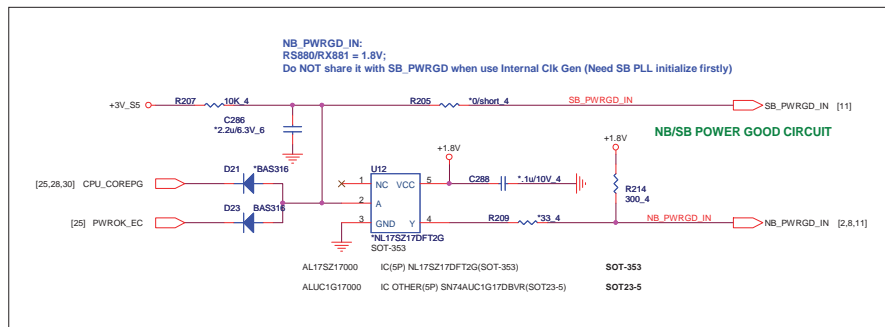 NB_PWRGD_IN:
RS880/RX881 = 1.8V;
Do NOT share it with SB_PWRGD when use Internal Clk Gen (Need SB PLL initialize firstly)
+3V_S5
R207
10K_4
R205
*0/short_4
SB_PWRGD_IN
SB_PWRGD_IN [11]
C286
*2.2u/6.3V_6
NB/SB POWER GOOD CIRCUIT
+1.8V
+1.8V
[25,28,30] CPU_COREPG
D21
*BAS316
U12
1
NC
VCC
5
C288
*.1u/10V_4
2
A
R214
300_4
[25] PWROK_EC
D23
BAS316
3
GND
Y
4
R209
*33_4
NB_PWRGD_IN
NB_PWRGD_IN [2,8,11]
*NL17SZ17DFT2G
SOT-353
AL17SZ17000 IC(5P) NL17SZ17DFT2G(SOT-353) SOT-353
ALUC1G17000 IC OTHER(5P) SN74AUC1G17DBVR(SOT23-5) SOT23-5